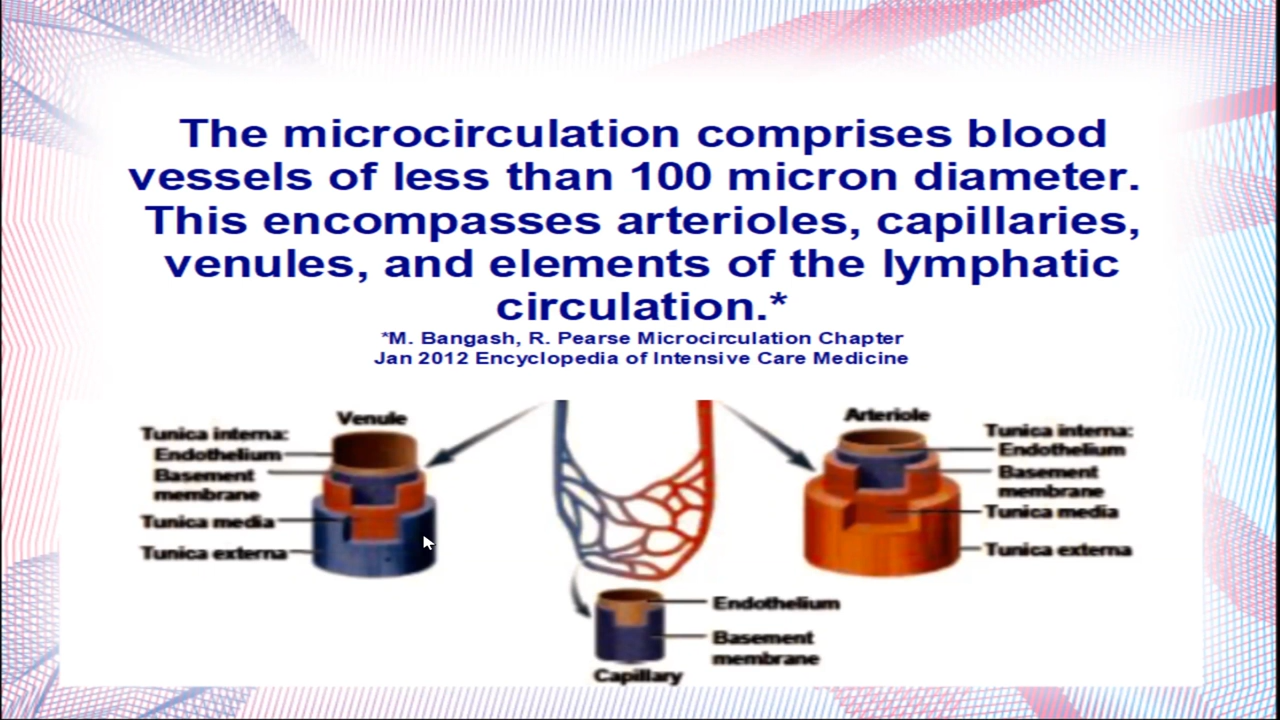 The microcirculation comprises blood
vessels of less than 100 micron diameter.
This encompasses arterioles, capillaries,
venules, and elements of the lymphatic
circulation.*
*M. Bangash, R. Pearse Microcirculation Chapter
Jan 2012 Encyclopedia of Intensive Care Medicine
Venule
Tunica interna:
Endothelium
Basement
membrane
Tunica media
Tunica externa
Arteriole
Tunica interna:
Endothelium
Basement
membrane
Tunica media
Tunica externa
Endothelium
Basement
membrane
Capillary